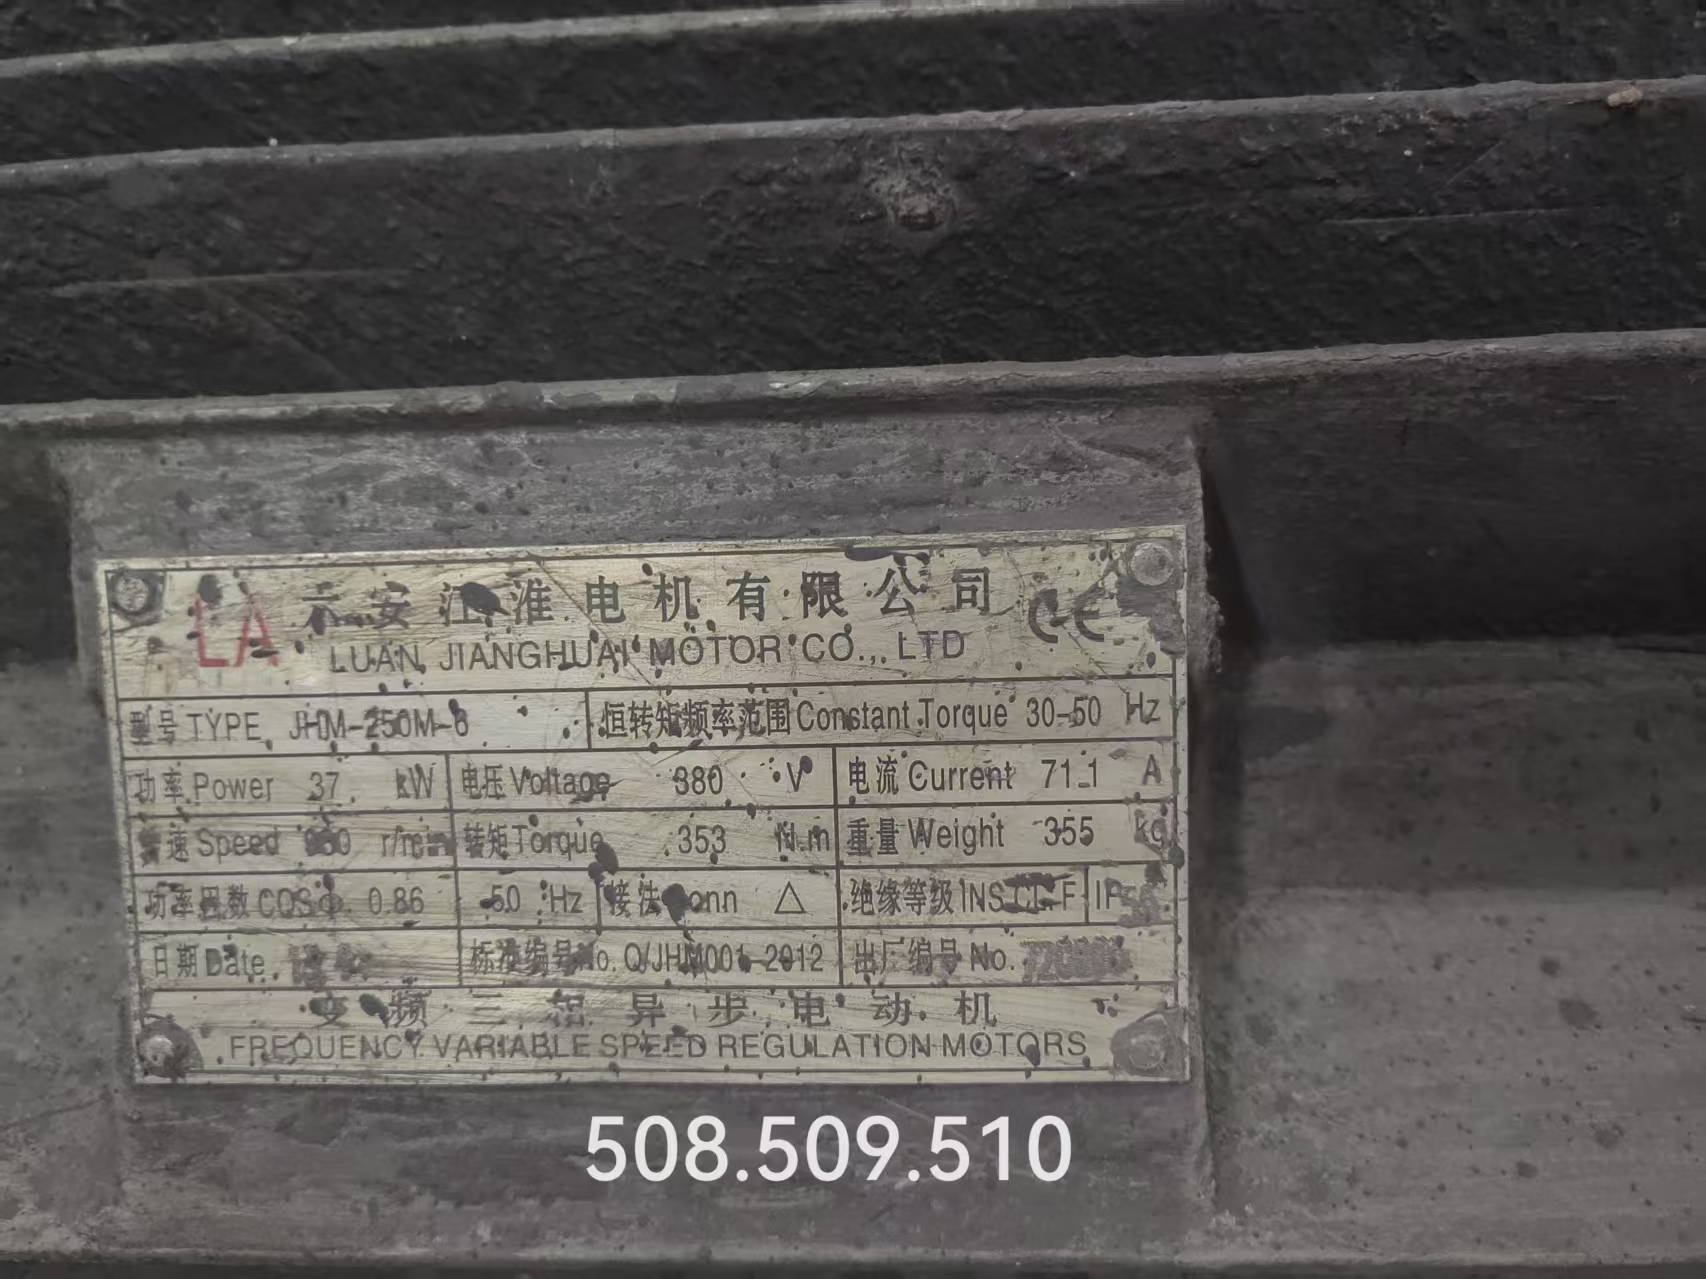 LA 六安江淮电机有限公司 CE
LUAN JIANGHUAI MOTOR CO., LTD
型号 TYPE JHM-250M-6 恒转矩频率范围 Constant Torque 30-50 Hz
功率 Power 37 kW 电压 Voltage 380 V 电流 Current 71.1 A
转速 Speed r/min 转矩 Torque 353 N.m 重量 Weight 355 kg
功率因数 COSΦ 0.86 50 Hz 接法 Conn △ 绝缘等级 INS.CL.F IP
日期 Date 标准编号 No. Q/JHM001-2012 出厂编号 No.
变频三相异步电动机
FREQUENCY VARIABLE SPEED REGULATION MOTORS
508.509.510